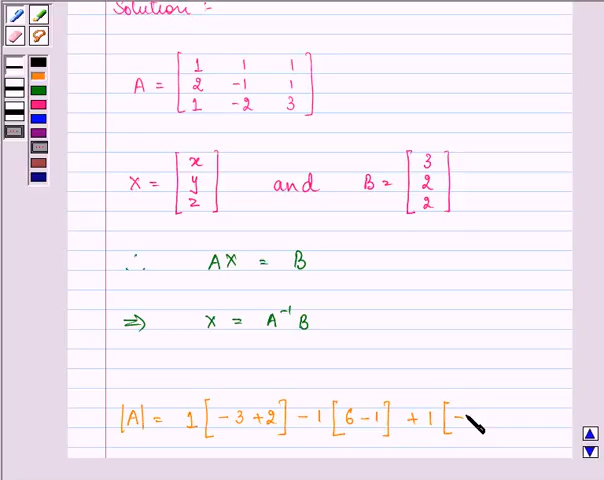 Solution :-
A = [ 1 1 1
2 -1 1
1 -2 3 ]
X = [ x
y
z ] and B = [ 3
2
2 ]
∴ AX = B
⇒ X = A⁻¹ B
|A| = 1 [ -3 + 2 ] - 1 [ 6 - 1 ] + 1 [ -